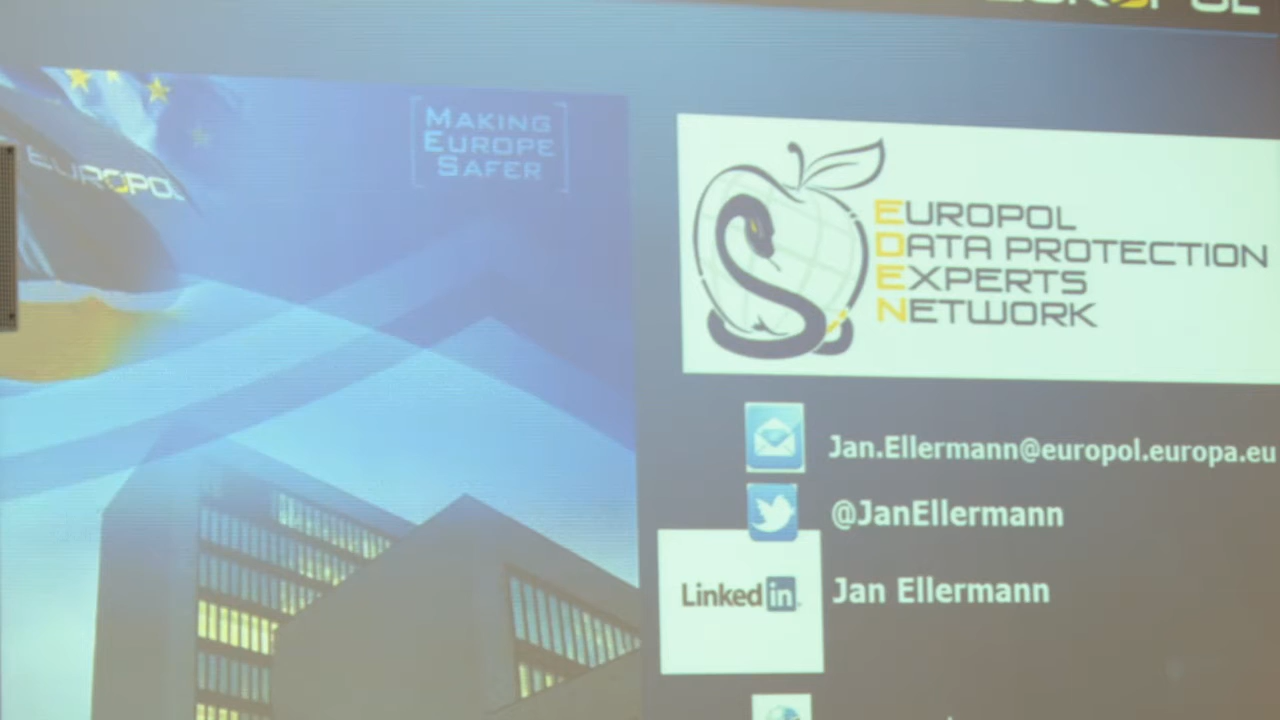 EUROPOL
MAKING
EUROPE
SAFER
EUROPOL
EUROPOL
DATA PROTECTION
EXPERTS
NETWORK
Jan.Ellermann@europol.europa.eu
@JanEllermann
Linked in
Jan Ellermann